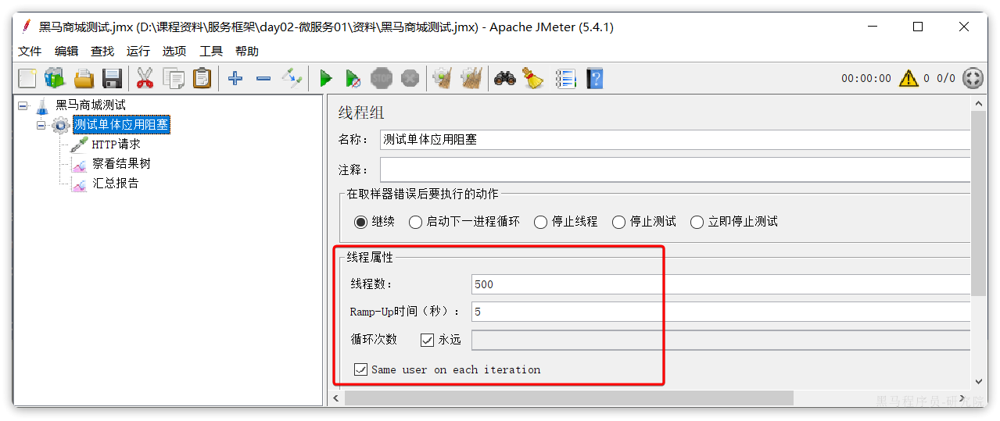 黑马商城测试.jmx (D:\课程资料\服务框架\day02-微服务01\资料\黑马商城测试.jmx) - Apache JMeter (5.4.1)
文件 编辑 查找 运行 选项 工具 帮助
STOP
00:00:00 0 0/0
黑马商城测试
测试单体应用阻塞
HTTP请求
察看结果树
汇总报告
线程组
名称： 测试单体应用阻塞
注释：
在取样器错误后要执行的动作
继续 启动下一进程循环 停止线程 停止测试 立即停止测试
线程属性
线程数： 500
Ramp-Up时间（秒）： 5
循环次数 永远
Same user on each iteration
黑马程序员-研究院